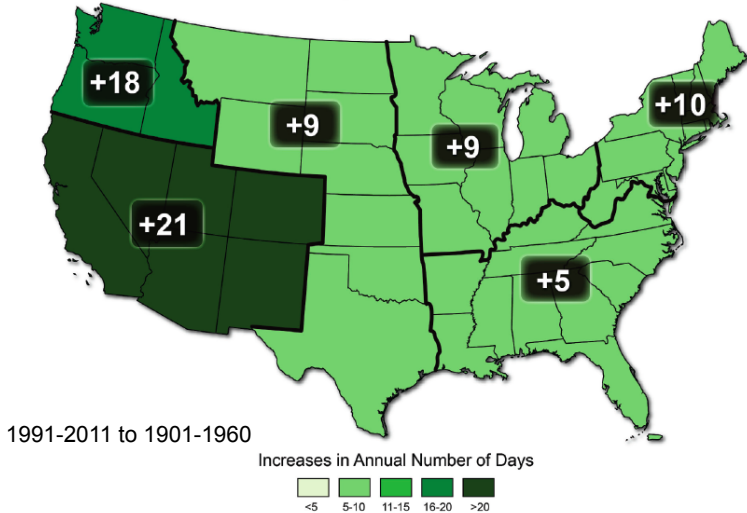 +18
+10
+9
+9
+21
+5
1991-2011 to 1901-1960
Increases in Annual Number of Days
<5 5-10 11-15 16-20 >20